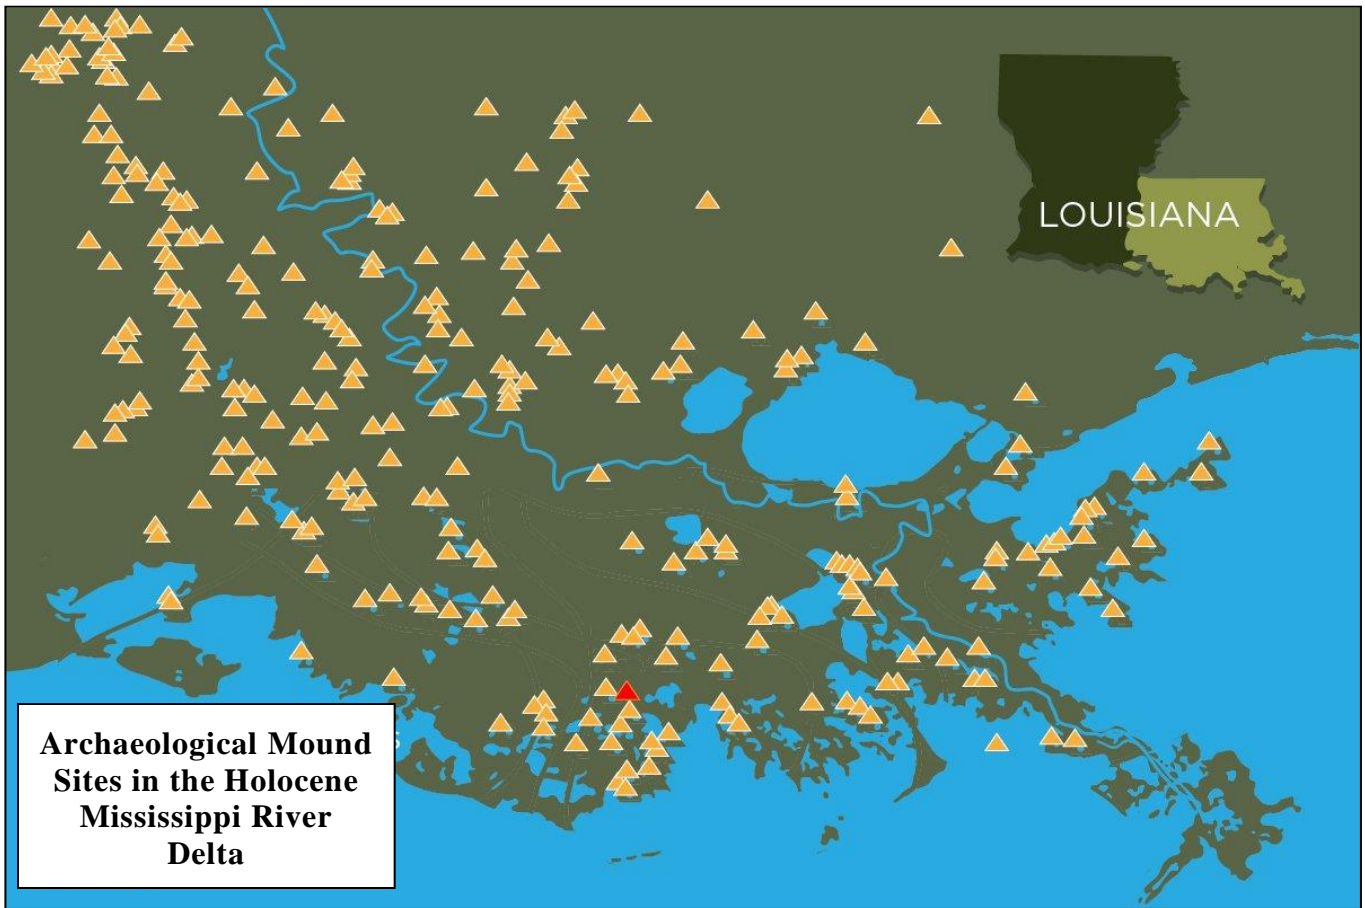 LOUISIANA
Archaeological Mound
Sites in the Holocene
Mississippi River
Delta